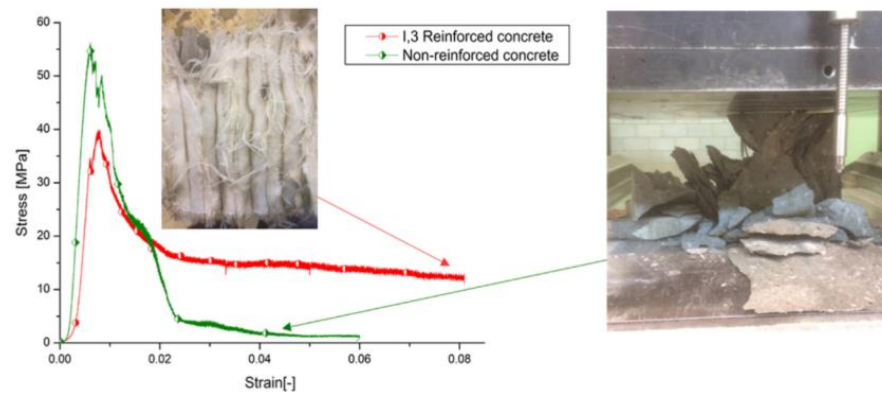 60
50
40
30
20
10
0
Stress [MPa]
I,3 Reinforced concrete
Non-reinforced concrete
0.00 0.02 0.04 0.06 0.08
Strain[-]